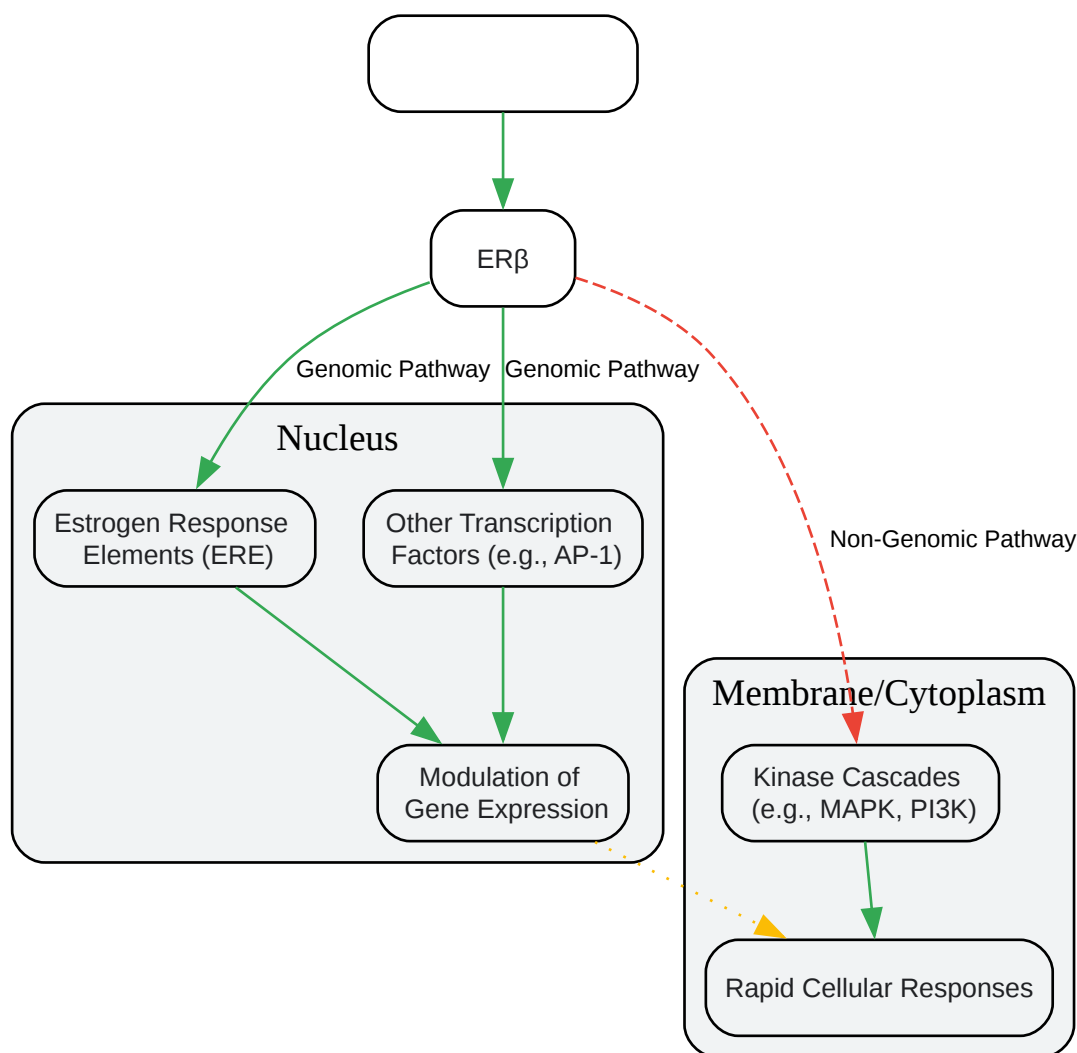 ERβ
Genomic Pathway
Genomic Pathway
Nucleus
Estrogen Response
Elements (ERE)
Other Transcription
Factors (e.g., AP-1)
Non-Genomic Pathway
Membrane/Cytoplasm
Modulation of
Gene Expression
Kinase Cascades
(e.g., MAPK, PI3K)
Rapid Cellular Responses